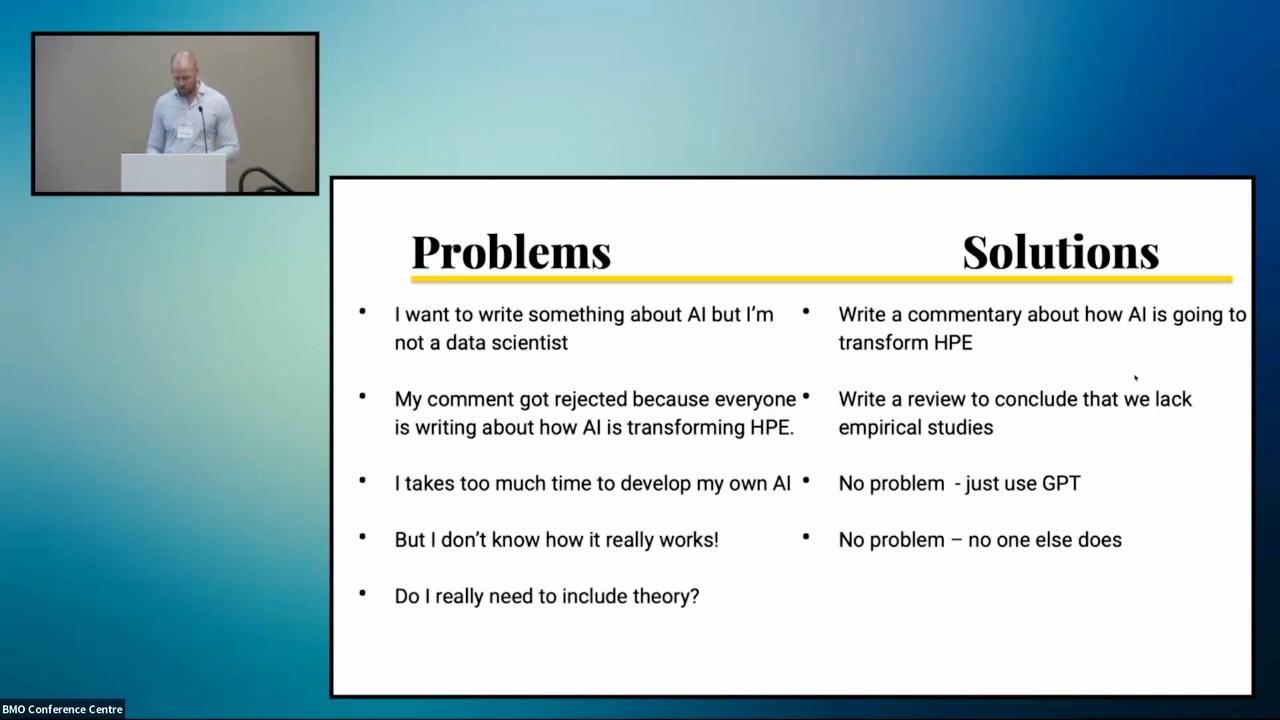 Problems
Solutions
• I want to write something about AI but I’m
not a data scientist
• My comment got rejected because everyone
is writing about how AI is transforming HPE.
• I takes too much time to develop my own AI
• But I don’t know how it really works!
• Do I really need to include theory?
• Write a commentary about how AI is going to
transform HPE
• Write a review to conclude that we lack
empirical studies
• No problem - just use GPT
• No problem – no one else does
BMO Conference Centre